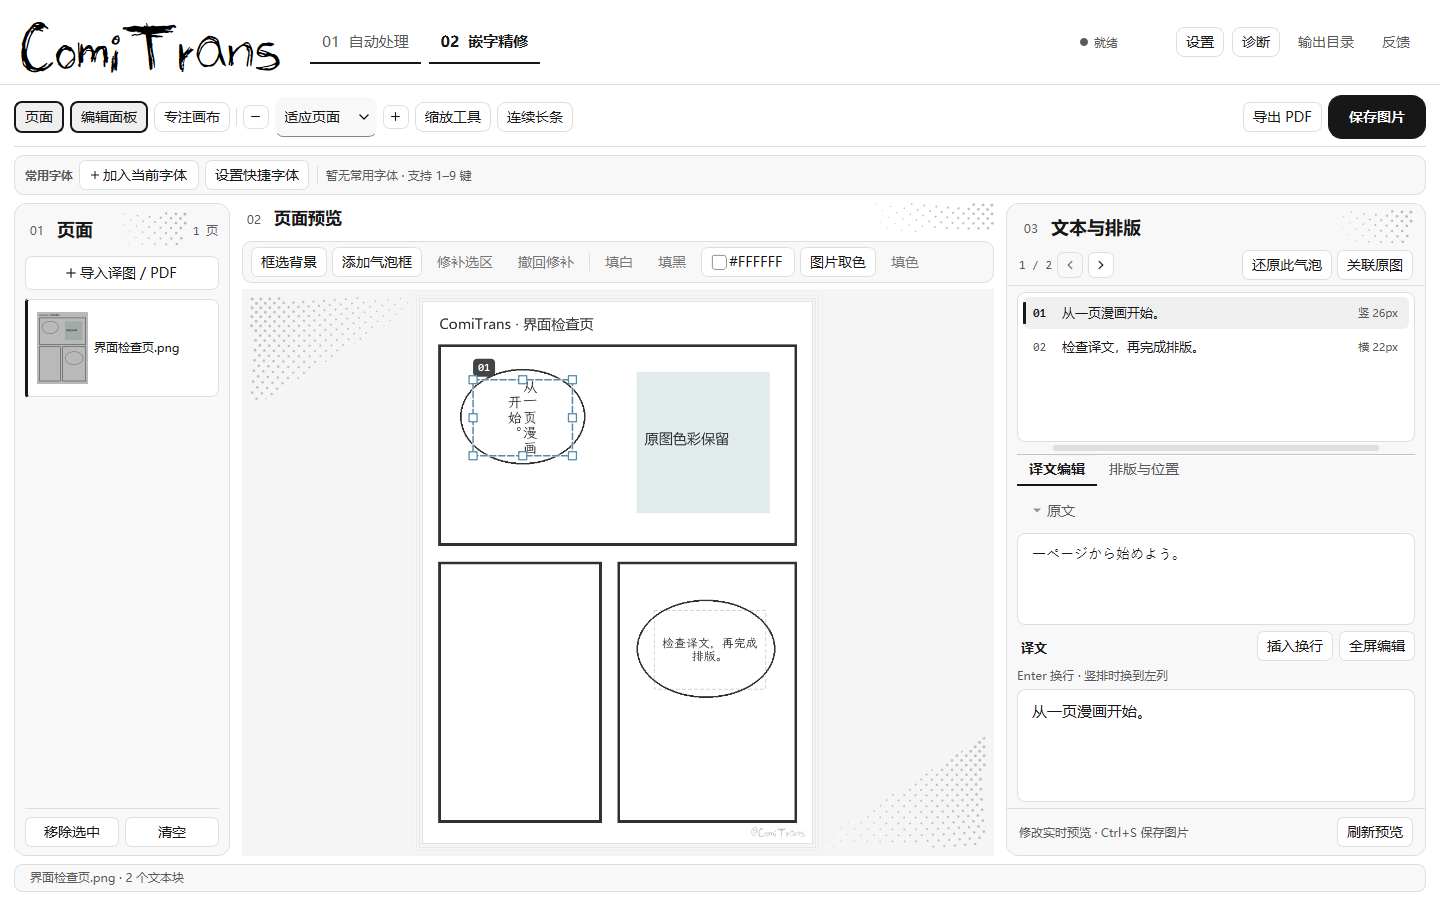 ComiTrans
01 自动处理
02 嵌字精修
就绪
设置
诊断
输出目录
反馈
页面
编辑面板
专注画布
−
适应页面
+
缩放工具
连续长条
导出 PDF
保存图片
常用字体
+ 加入当前字体
设置快捷字体
暂无常用字体 · 支持 1–9 键
01 页面
1 页
+ 导入译图 / PDF
界面检查页.png
移除选中
清空
02 页面预览
框选背景
添加气泡框
修补选区
撤回修补
填白
填黑
#FFFFFF
图片取色
填色
ComiTrans · 界面检查页
01
从一页漫画
开始。
原图色彩保留
检查译文，再完成
排版。
@ComiTrans
03 文本与排版
1 / 2
还原此气泡
关联原图
01 从一页漫画开始。 竖 26px
02 检查译文，再完成排版。 横 22px
译文编辑
排版与位置
原文
一ページから始めよう。
译文
插入换行
全屏编辑
Enter 换行 · 竖排时换到左列
从一页漫画开始。
修改实时预览 · Ctrl+S 保存图片
刷新预览
界面检查页.png · 2 个文本块